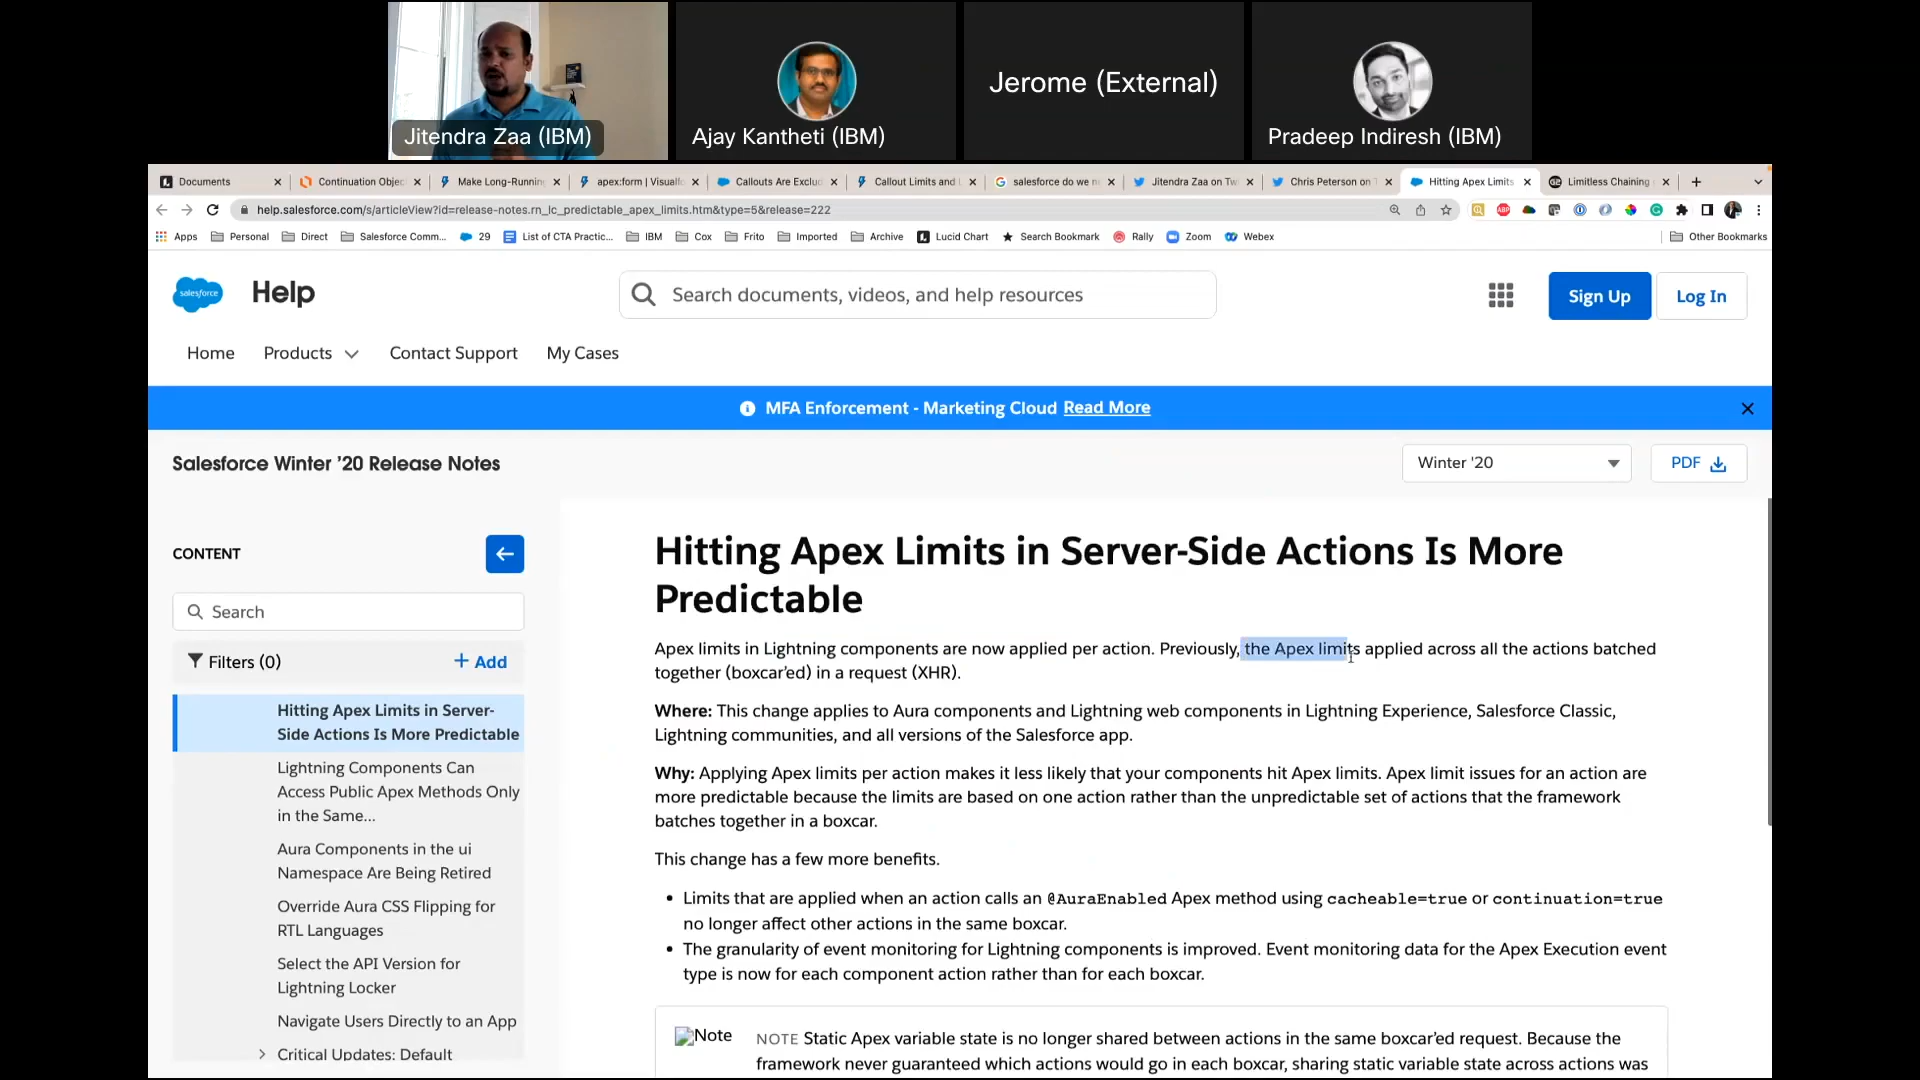 Jitendra Zaa (IBM)
Ajay Kantheti (IBM)
Jerome (External)
Pradeep Indiresh (IBM)
Documents
Continuation Objec
Make Long-Running
apex:form | Visualf
Callouts Are Exclud
Callout Limits and L
salesforce do we n
Jitendra Zaa on Tw
Chris Peterson on T
Hitting Apex Limits
Limitless Chaining
help.salesforce.com/s/articleView?id=release-notes.rn_lc_predictable_apex_limits.htm&type=5&release=222
ABP
Apps
Personal
Direct
Salesforce Comm...
29
List of CTA Practic...
IBM
Cox
Frito
Imported
Archive
Lucid Chart
Search Bookmark
Rally
Zoom
Webex
Other Bookmarks
salesforce
Help
Search documents, videos, and help resources
Sign Up
Log In
Home
Products
Contact Support
My Cases
MFA Enforcement - Marketing Cloud Read More
Salesforce Winter ’20 Release Notes
Winter '20
PDF
CONTENT
Search
Filters (0)
+ Add
Hitting Apex Limits in Server-
Side Actions Is More Predictable
Lightning Components Can
Access Public Apex Methods Only
in the Same...
Aura Components in the ui
Namespace Are Being Retired
Override Aura CSS Flipping for
RTL Languages
Select the API Version for
Lightning Locker
Navigate Users Directly to an App
Critical Updates: Default
Hitting Apex Limits in Server-Side Actions Is More
Predictable
Apex limits in Lightning components are now applied per action. Previously, the Apex limits applied across all the actions batched
together (boxcar’ed) in a request (XHR).
Where: This change applies to Aura components and Lightning web components in Lightning Experience, Salesforce Classic,
Lightning communities, and all versions of the Salesforce app.
Why: Applying Apex limits per action makes it less likely that your components hit Apex limits. Apex limit issues for an action are
more predictable because the limits are based on one action rather than the unpredictable set of actions that the framework
batches together in a boxcar.
This change has a few more benefits.
• Limits that are applied when an action calls an @AuraEnabled Apex method using cacheable=true or continuation=true
no longer affect other actions in the same boxcar.
• The granularity of event monitoring for Lightning components is improved. Event monitoring data for the Apex Execution event
type is now for each component action rather than for each boxcar.
Note
NOTE Static Apex variable state is no longer shared between actions in the same boxcar’ed request. Because the
framework never guaranteed which actions would go in each boxcar, sharing static variable state across actions was